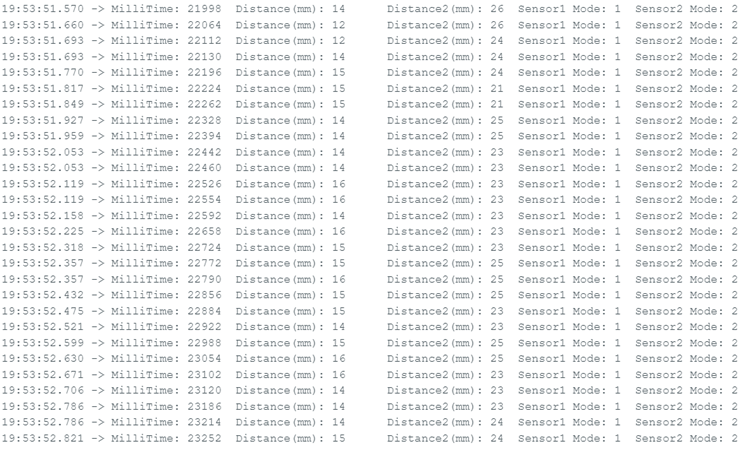 19:53:51.570 -> MilliTime: 21998 Distance(mm): 14 Distance2(mm): 26 Sensor1 Mode: 1 Sensor2 Mode: 2
19:53:51.660 -> MilliTime: 22064 Distance(mm): 12 Distance2(mm): 26 Sensor1 Mode: 1 Sensor2 Mode: 2
19:53:51.693 -> MilliTime: 22112 Distance(mm): 12 Distance2(mm): 24 Sensor1 Mode: 1 Sensor2 Mode: 2
19:53:51.693 -> MilliTime: 22130 Distance(mm): 14 Distance2(mm): 24 Sensor1 Mode: 1 Sensor2 Mode: 2
19:53:51.770 -> MilliTime: 22196 Distance(mm): 15 Distance2(mm): 24 Sensor1 Mode: 1 Sensor2 Mode: 2
19:53:51.817 -> MilliTime: 22224 Distance(mm): 15 Distance2(mm): 21 Sensor1 Mode: 1 Sensor2 Mode: 2
19:53:51.849 -> MilliTime: 22262 Distance(mm): 15 Distance2(mm): 21 Sensor1 Mode: 1 Sensor2 Mode: 2
19:53:51.927 -> MilliTime: 22328 Distance(mm): 14 Distance2(mm): 25 Sensor1 Mode: 1 Sensor2 Mode: 2
19:53:51.959 -> MilliTime: 22394 Distance(mm): 14 Distance2(mm): 25 Sensor1 Mode: 1 Sensor2 Mode: 2
19:53:52.053 -> MilliTime: 22442 Distance(mm): 14 Distance2(mm): 23 Sensor1 Mode: 1 Sensor2 Mode: 2
19:53:52.053 -> MilliTime: 22460 Distance(mm): 14 Distance2(mm): 23 Sensor1 Mode: 1 Sensor2 Mode: 2
19:53:52.119 -> MilliTime: 22526 Distance(mm): 16 Distance2(mm): 23 Sensor1 Mode: 1 Sensor2 Mode: 2
19:53:52.119 -> MilliTime: 22554 Distance(mm): 16 Distance2(mm): 23 Sensor1 Mode: 1 Sensor2 Mode: 2
19:53:52.158 -> MilliTime: 22592 Distance(mm): 14 Distance2(mm): 23 Sensor1 Mode: 1 Sensor2 Mode: 2
19:53:52.225 -> MilliTime: 22658 Distance(mm): 16 Distance2(mm): 23 Sensor1 Mode: 1 Sensor2 Mode: 2
19:53:52.318 -> MilliTime: 22724 Distance(mm): 15 Distance2(mm): 23 Sensor1 Mode: 1 Sensor2 Mode: 2
19:53:52.357 -> MilliTime: 22772 Distance(mm): 15 Distance2(mm): 25 Sensor1 Mode: 1 Sensor2 Mode: 2
19:53:52.357 -> MilliTime: 22790 Distance(mm): 16 Distance2(mm): 25 Sensor1 Mode: 1 Sensor2 Mode: 2
19:53:52.432 -> MilliTime: 22856 Distance(mm): 15 Distance2(mm): 25 Sensor1 Mode: 1 Sensor2 Mode: 2
19:53:52.475 -> MilliTime: 22884 Distance(mm): 15 Distance2(mm): 23 Sensor1 Mode: 1 Sensor2 Mode: 2
19:53:52.521 -> MilliTime: 22922 Distance(mm): 14 Distance2(mm): 23 Sensor1 Mode: 1 Sensor2 Mode: 2
19:53:52.599 -> MilliTime: 22988 Distance(mm): 15 Distance2(mm): 25 Sensor1 Mode: 1 Sensor2 Mode: 2
19:53:52.630 -> MilliTime: 23054 Distance(mm): 16 Distance2(mm): 25 Sensor1 Mode: 1 Sensor2 Mode: 2
19:53:52.671 -> MilliTime: 23102 Distance(mm): 16 Distance2(mm): 23 Sensor1 Mode: 1 Sensor2 Mode: 2
19:53:52.706 -> MilliTime: 23120 Distance(mm): 14 Distance2(mm): 23 Sensor1 Mode: 1 Sensor2 Mode: 2
19:53:52.786 -> MilliTime: 23186 Distance(mm): 14 Distance2(mm): 23 Sensor1 Mode: 1 Sensor2 Mode: 2
19:53:52.786 -> MilliTime: 23214 Distance(mm): 14 Distance2(mm): 24 Sensor1 Mode: 1 Sensor2 Mode: 2
19:53:52.821 -> MilliTime: 23252 Distance(mm): 15 Distance2(mm): 24 Sensor1 Mode: 1 Sensor2 Mode: 2